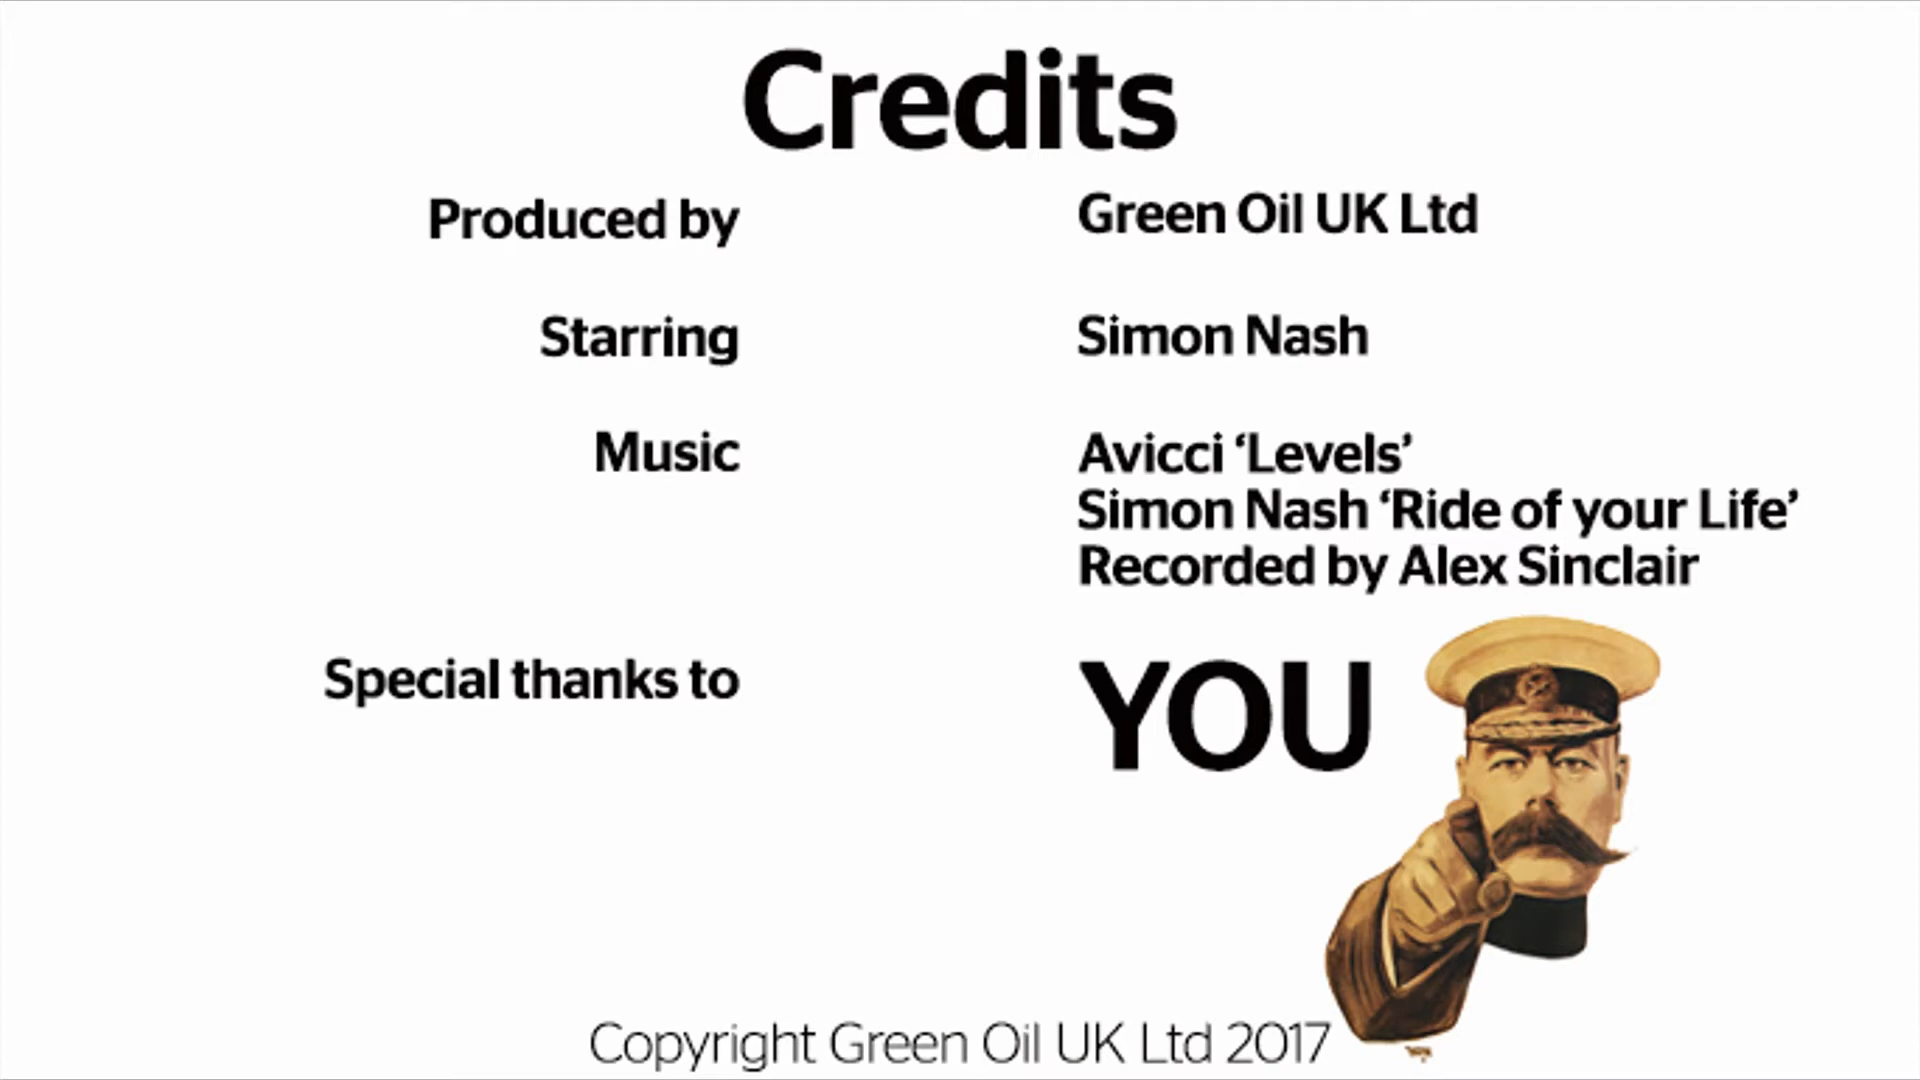 Credits
Produced by Green Oil UK Ltd
Starring Simon Nash
Music Avicci ‘Levels’
Simon Nash ‘Ride of your Life’
Recorded by Alex Sinclair
Special thanks to YOU
Copyright Green Oil UK Ltd 2017